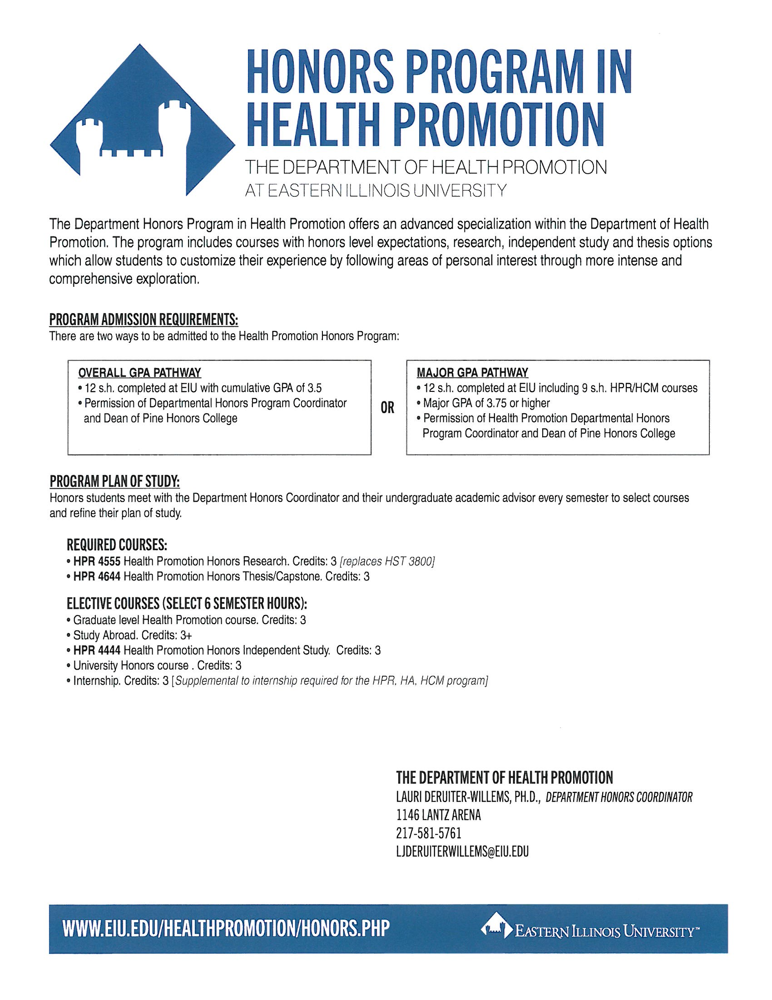 HONORS PROGRAM IN
HEALTH PROMOTION
THE DEPARTMENT OF HEALTH PROMOTION
AT EASTERN ILLINOIS UNIVERSITY
The Department Honors Program in Health Promotion offers an advanced specialization within the Department of Health
Promotion. The program includes courses with honors level expectations, research, independent study and thesis options
which allow students to customize their experience by following areas of personal interest through more intense and
comprehensive exploration.
PROGRAM ADMISSION REQUIREMENTS:
There are two ways to be admitted to the Health Promotion Honors Program:
OVERALL GPA PATHWAY
• 12 s.h. completed at EIU with cumulative GPA of 3.5
• Permission of Departmental Honors Program Coordinator
and Dean of Pine Honors College
OR
MAJOR GPA PATHWAY
• 12 s.h. completed at EIU including 9 s.h. HPR/HCM courses
• Major GPA of 3.75 or higher
• Permission of Health Promotion Departmental Honors
Program Coordinator and Dean of Pine Honors College
PROGRAM PLAN OF STUDY:
Honors students meet with the Department Honors Coordinator and their undergraduate academic advisor every semester to select courses
and refine their plan of study.
REQUIRED COURSES:
• HPR 4555 Health Promotion Honors Research. Credits: 3 [replaces HST 3800]
• HPR 4644 Health Promotion Honors Thesis/Capstone. Credits: 3
ELECTIVE COURSES (SELECT 6 SEMESTER HOURS):
• Graduate level Health Promotion course. Credits: 3
• Study Abroad. Credits: 3+
• HPR 4444 Health Promotion Honors Independent Study. Credits: 3
• University Honors course . Credits: 3
• Internship. Credits: 3 [Supplemental to internship required for the HPR, HA, HCM program]
THE DEPARTMENT OF HEALTH PROMOTION
LAURI DERUITER-WILLEMS, PH.D., DEPARTMENT HONORS COORDINATOR
1146 LANTZ ARENA
217-581-5761
LJDERUITERWILLEMS@EIU.EDU
WWW.EIU.EDU/HEALTHPROMOTION/HONORS.PHP
EASTERN ILLINOIS UNIVERSITY™